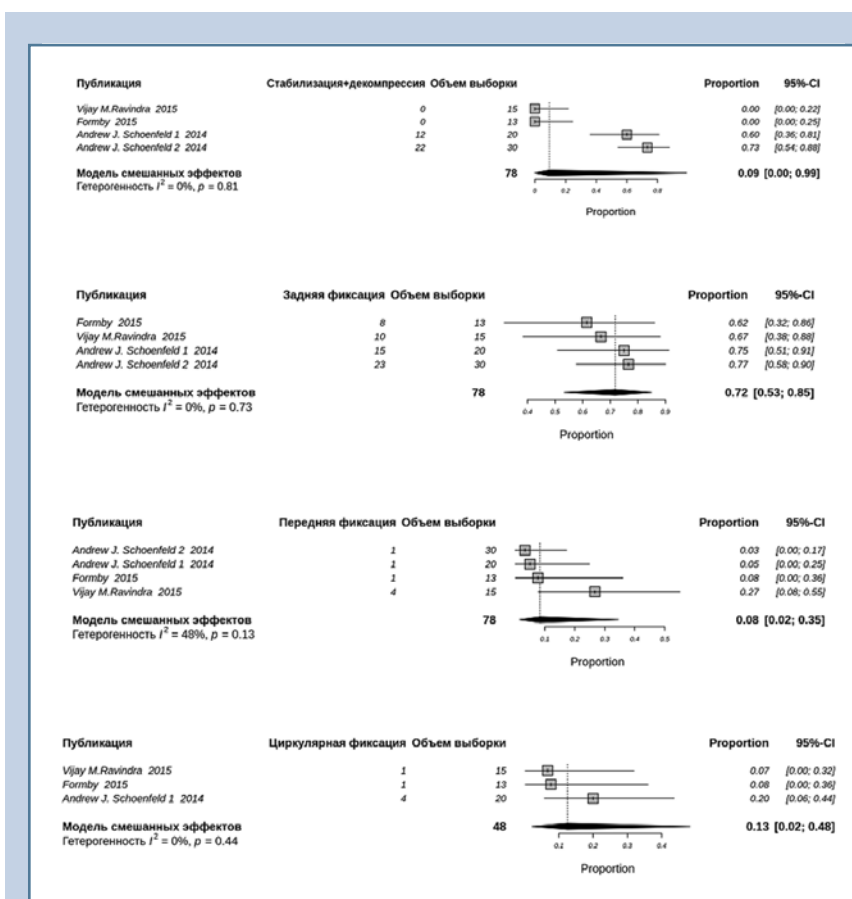 Публикация Стабилизация+декомпрессия Объем выборки Proportion 95%-CI
Vijay M.Ravindra 2015 0 15 0.00 [0.00; 0.22]
Formby 2015 0 13 0.00 [0.00; 0.25]
Andrew J. Schoenfeld 1 2014 12 20 0.60 [0.36; 0.81]
Andrew J. Schoenfeld 2 2014 22 30 0.73 [0.54; 0.88]
Модель смешанных эффектов 78 0.09 [0.00; 0.99]
Гетерогенность I² = 0%, p = 0.81
0 0.2 0.4 0.6 0.8
Proportion
Публикация Задняя фиксация Объем выборки Proportion 95%-CI
Formby 2015 8 13 0.62 [0.32; 0.86]
Vijay M.Ravindra 2015 10 15 0.67 [0.38; 0.88]
Andrew J. Schoenfeld 1 2014 15 20 0.75 [0.51; 0.91]
Andrew J. Schoenfeld 2 2014 23 30 0.77 [0.58; 0.90]
Модель смешанных эффектов 78 0.72 [0.53; 0.85]
Гетерогенность I² = 0%, p = 0.73
0.4 0.5 0.6 0.7 0.8 0.9
Proportion
Публикация Передняя фиксация Объем выборки Proportion 95%-CI
Andrew J. Schoenfeld 2 2014 1 30 0.03 [0.00; 0.17]
Andrew J. Schoenfeld 1 2014 1 20 0.05 [0.00; 0.25]
Formby 2015 1 13 0.08 [0.00; 0.36]
Vijay M.Ravindra 2015 4 15 0.27 [0.08; 0.55]
Модель смешанных эффектов 78 0.08 [0.02; 0.35]
Гетерогенность I² = 48%, p = 0.13
0.1 0.2 0.3 0.4 0.5
Proportion
Публикация Циркулярная фиксация Объем выборки Proportion 95%-CI
Vijay M.Ravindra 2015 1 15 0.07 [0.00; 0.32]
Formby 2015 1 13 0.08 [0.00; 0.36]
Andrew J. Schoenfeld 1 2014 4 20 0.20 [0.06; 0.44]
Модель смешанных эффектов 48 0.13 [0.02; 0.48]
Гетерогенность I² = 0%, p = 0.44
0.1 0.2 0.3 0.4
Proportion